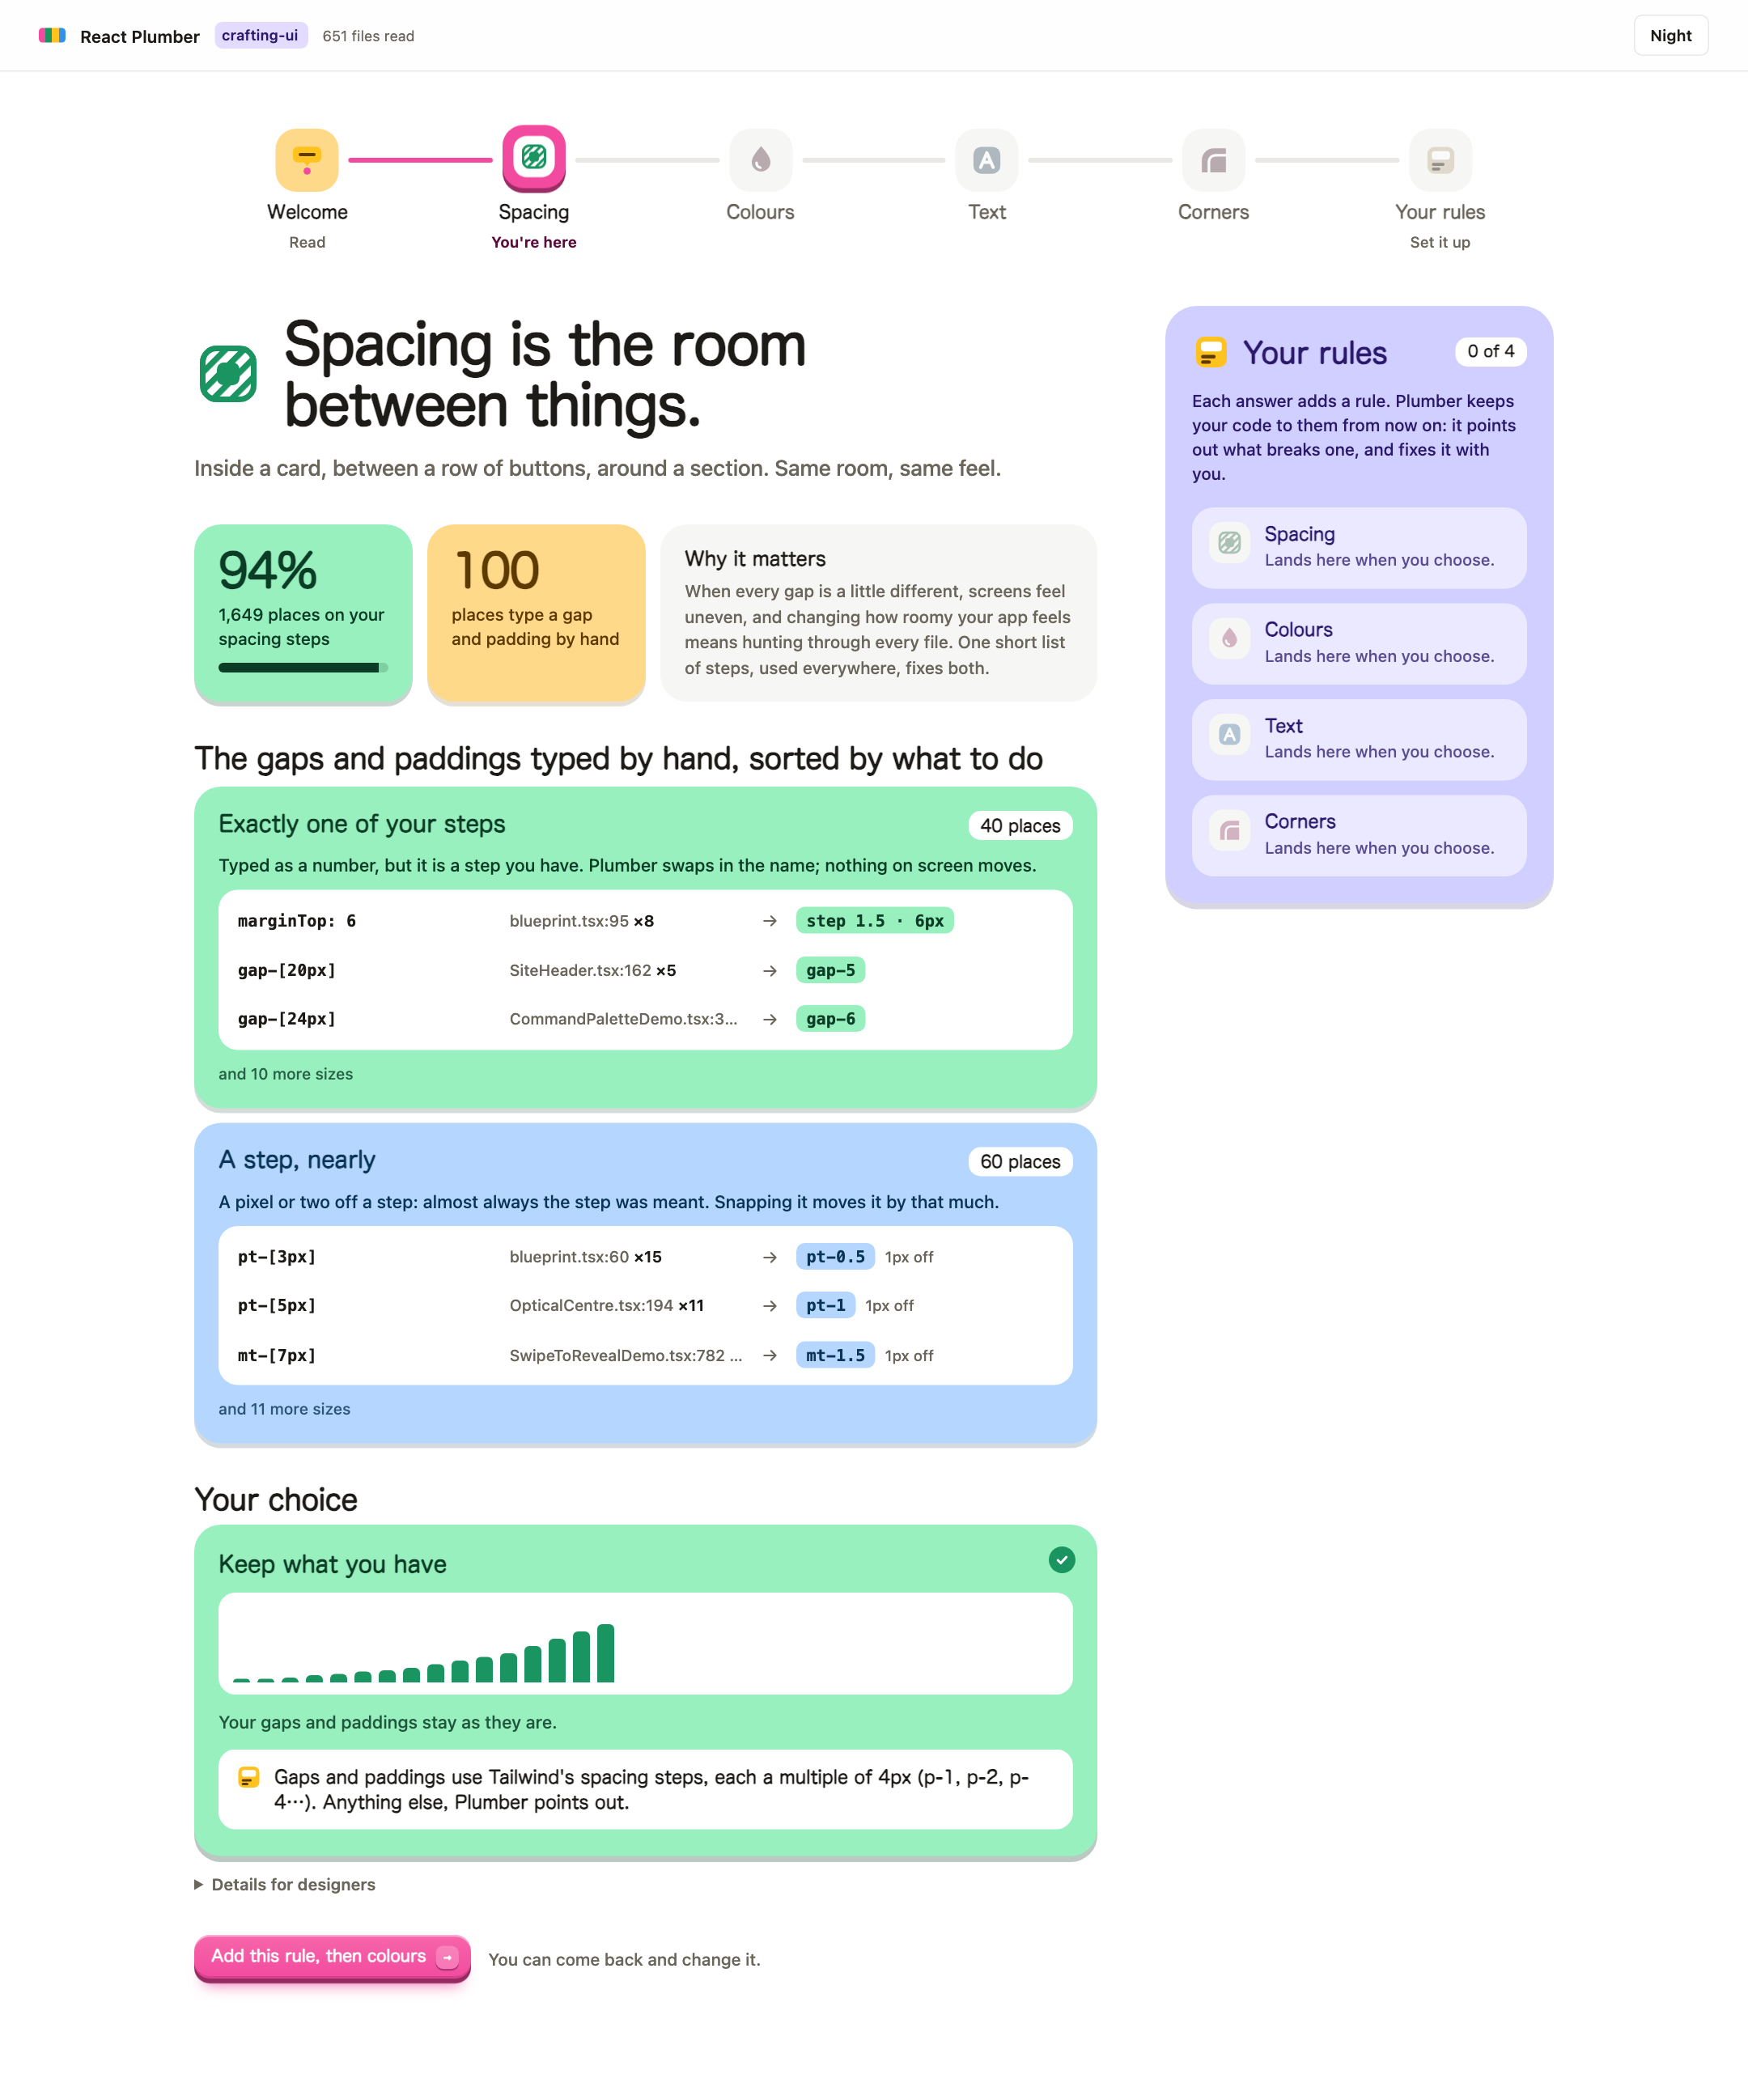 React Plumber crafting-ui 651 files read Night
Welcome
Read
Spacing
You're here
Colours
Text
Corners
Your rules
Set it up
Spacing is the room
between things.
Inside a card, between a row of buttons, around a section. Same room, same feel.
94%
1,649 places on your
spacing steps
100
places type a gap
and padding by hand
Why it matters
When every gap is a little different, screens feel
uneven, and changing how roomy your app feels
means hunting through every file. One short list
of steps, used everywhere, fixes both.
The gaps and paddings typed by hand, sorted by what to do
Exactly one of your steps 40 places
Typed as a number, but it is a step you have. Plumber swaps in the name; nothing on screen moves.
marginTop: 6 blueprint.tsx:95 ×8 → step 1.5 · 6px
gap-[20px] SiteHeader.tsx:162 ×5 → gap-5
gap-[24px] CommandPaletteDemo.tsx:3... → gap-6
and 10 more sizes
A step, nearly 60 places
A pixel or two off a step: almost always the step was meant. Snapping it moves it by that much.
pt-[3px] blueprint.tsx:60 ×15 → pt-0.5 1px off
pt-[5px] OpticalCentre.tsx:194 ×11 → pt-1 1px off
mt-[7px] SwipeToRevealDemo.tsx:782 ... → mt-1.5 1px off
and 11 more sizes
Your choice
Keep what you have
Your gaps and paddings stay as they are.
Gaps and paddings use Tailwind's spacing steps, each a multiple of 4px (p-1, p-2, p-
4···). Anything else, Plumber points out.
Details for designers
Add this rule, then colours → You can come back and change it.
Your rules 0 of 4
Each answer adds a rule. Plumber keeps
your code to them from now on: it points
out what breaks one, and fixes it with
you.
Spacing
Lands here when you choose.
Colours
Lands here when you choose.
A Text
Lands here when you choose.
Corners
Lands here when you choose.